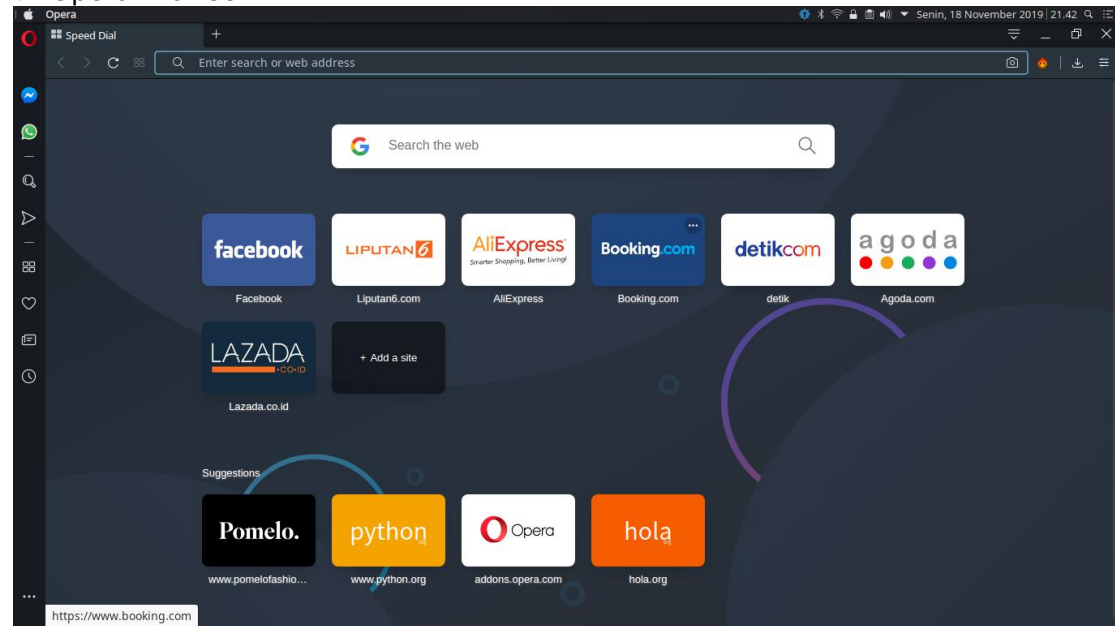 Opera
Senin, 18 November 2019 21.42
Speed Dial
Enter search or web address
Search the web
facebook
LIPUTAN6
AliExpress
Smarter Shopping, Better Living!
Booking.com
detikcom
agoda
Facebook
Liputan6.com
AliExpress
Booking.com
detik
Agoda.com
LAZADA
.CO.ID
+ Add a site
Lazada.co.id
Suggestions
Pomelo.
python
Opera
hola
www.pomelofashio...
www.python.org
addons.opera.com
hola.org
https://www.booking.com